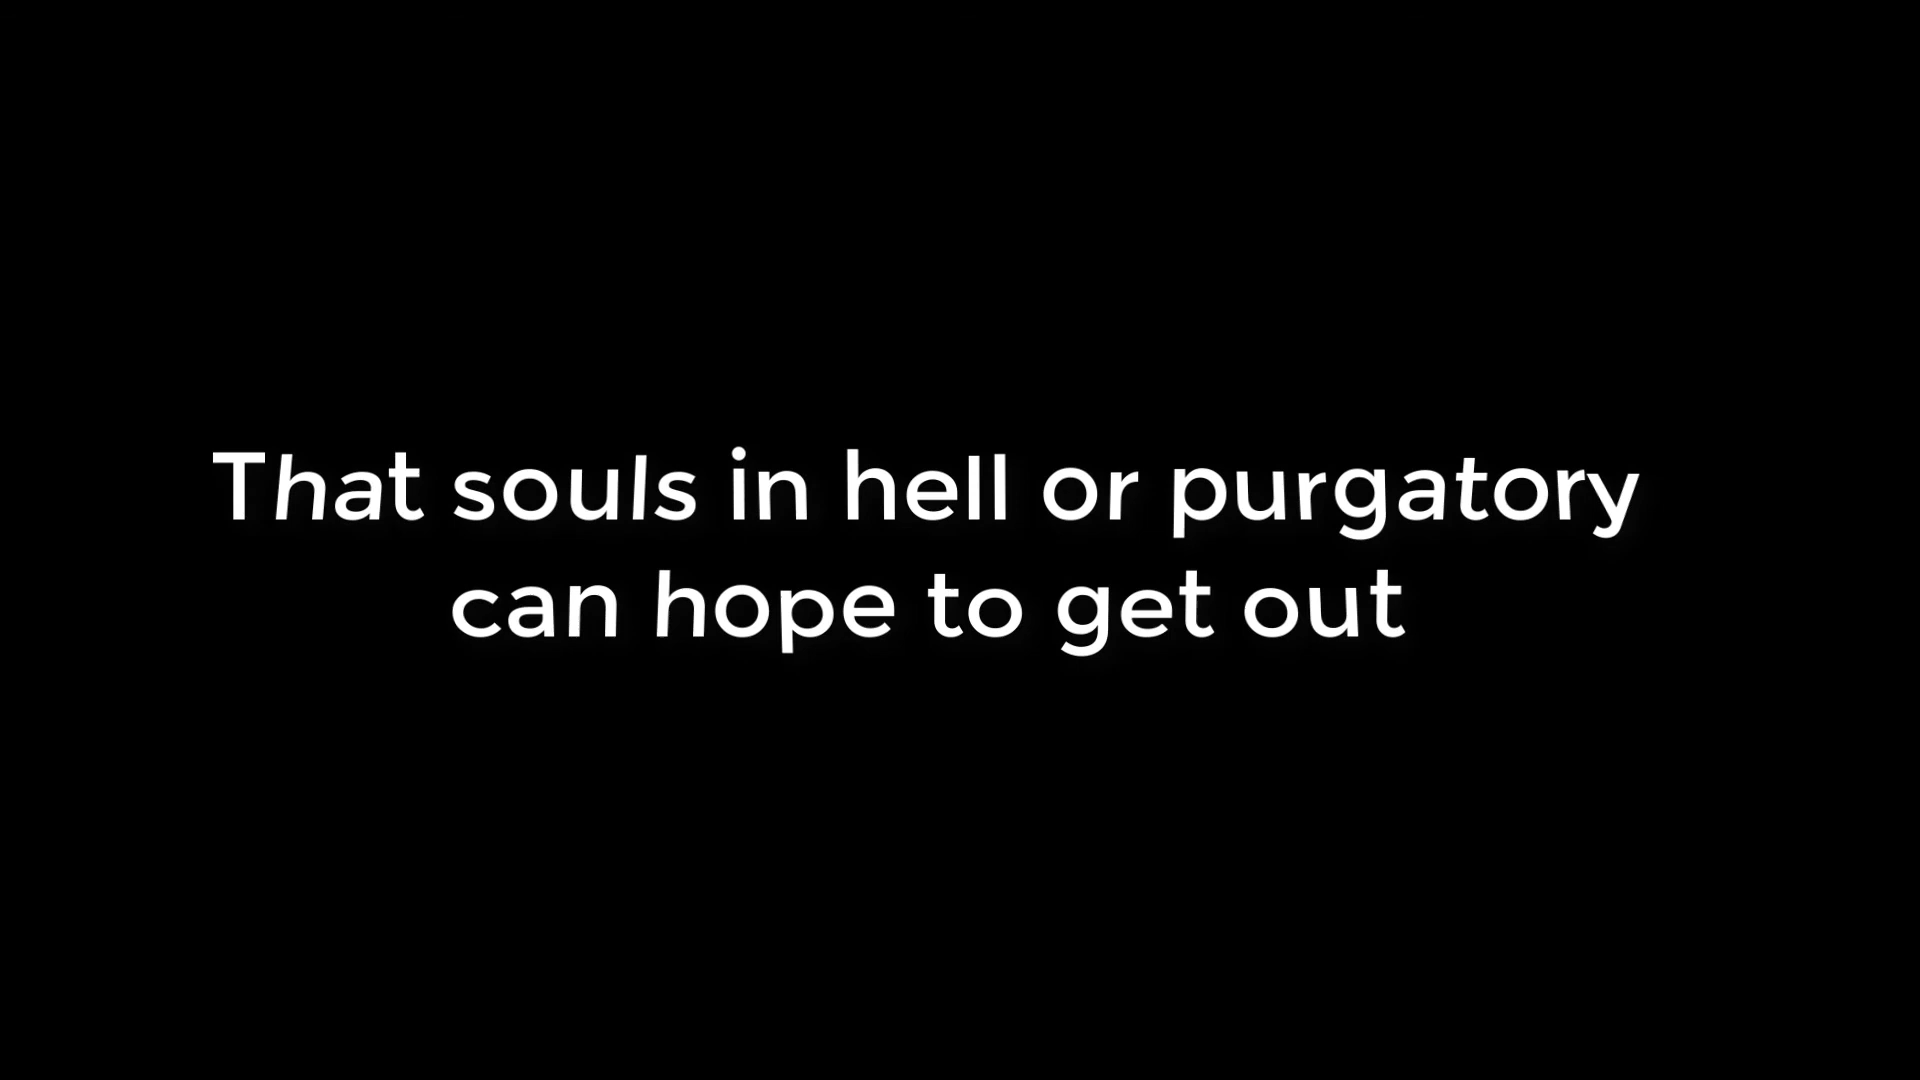 That souls in hell or purgatory
can hope to get out